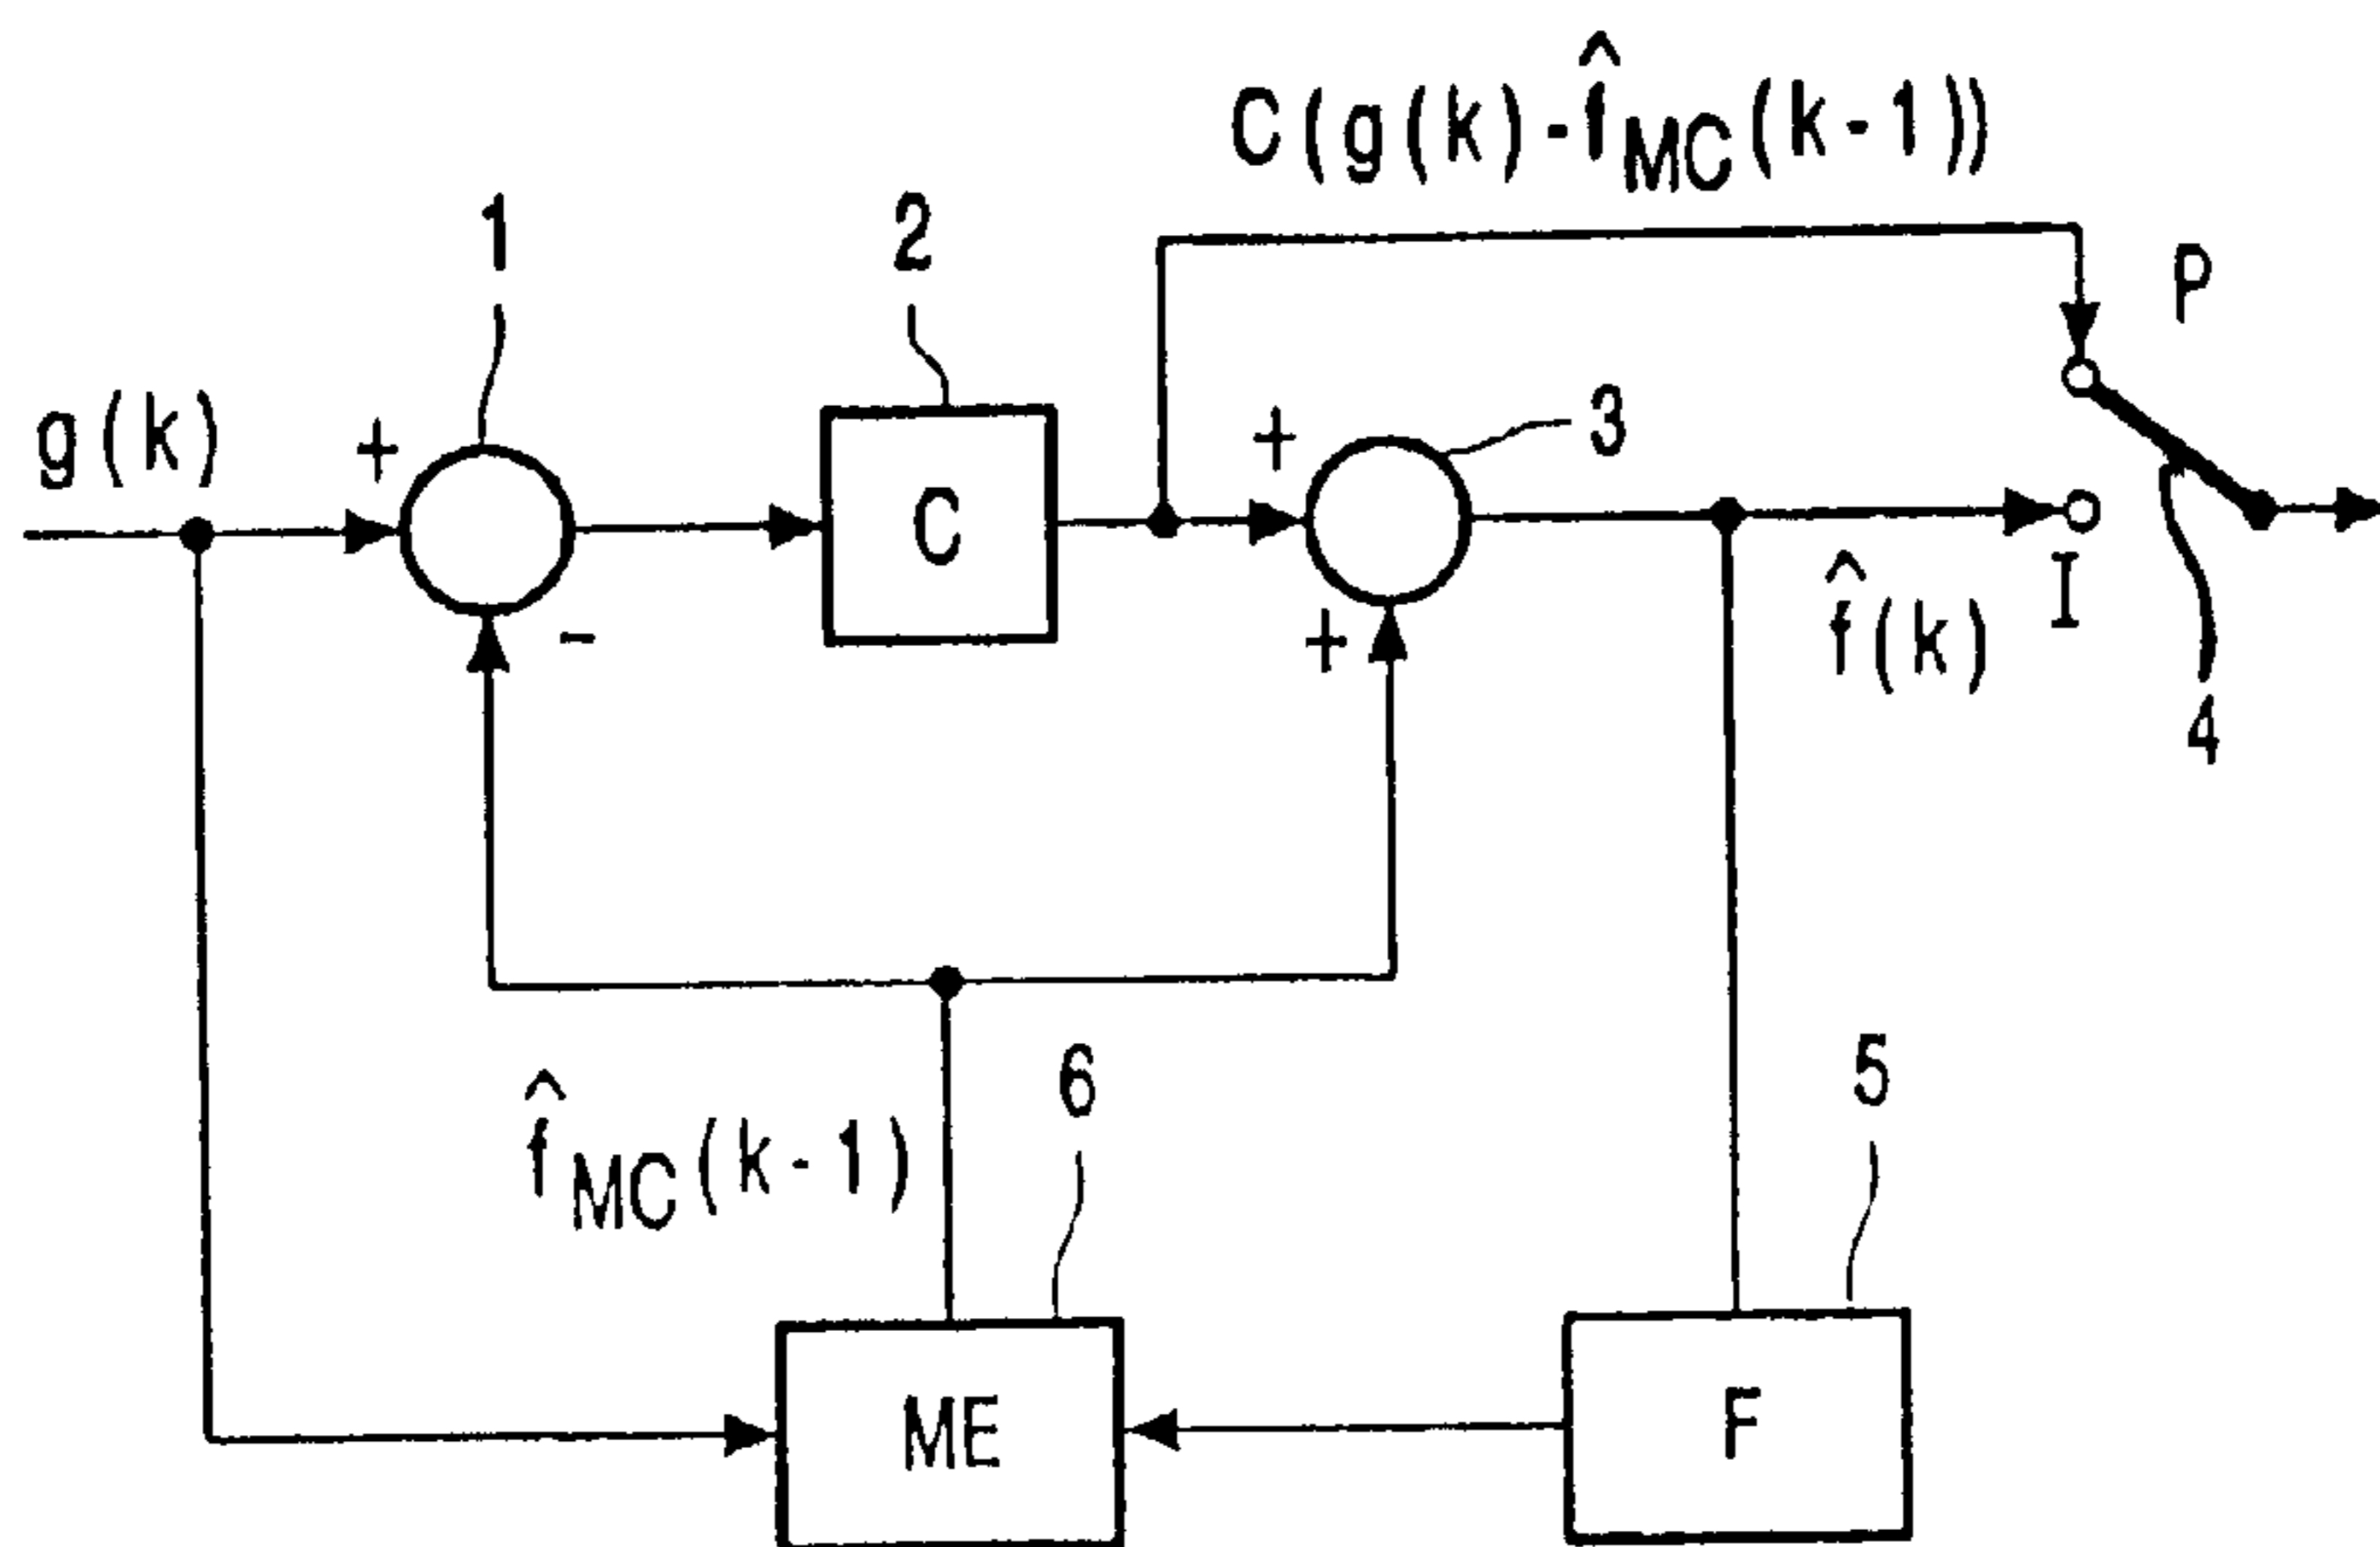 C(g(k)-f̂MC(k-1))
1
2
P
g(k)
+
+
3
C
-
+
f̂(k)
I
4
f̂MC(k-1)
6
5
ME
F